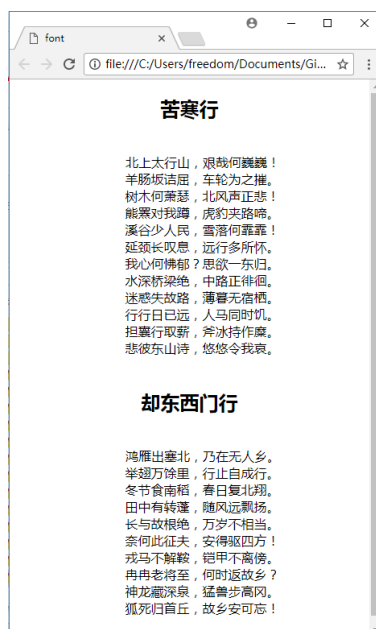 font
file:///C:/Users/freedom/Documents/Gi...
苦寒行
北上太行山，艰哉何巍巍！
羊肠坂诘屈，车轮为之摧。
树木何萧瑟，北风声正悲！
熊罴对我蹲，虎豹夹路啼。
溪谷少人民，雪落何霏霏！
延颈长叹息，远行多所怀。
我心何怫郁？思欲一东归。
水深桥梁绝，中路正徘徊。
迷惑失故路，薄暮无宿栖。
行行日已远，人马同时饥。
担囊行取薪，斧冰持作糜。
悲彼东山诗，悠悠令我哀。
却东西门行
鸿雁出塞北，乃在无人乡。
举翅万馀里，行止自成行。
冬节食南稻，春日复北翔。
田中有转蓬，随风远飘扬。
长与故根绝，万岁不相当。
奈何此征夫，安得驱四方！
戎马不解鞍，铠甲不离傍。
冉冉老将至，何时返故乡？
神龙藏深泉，猛兽步高冈。
狐死归首丘，故乡安可忘！